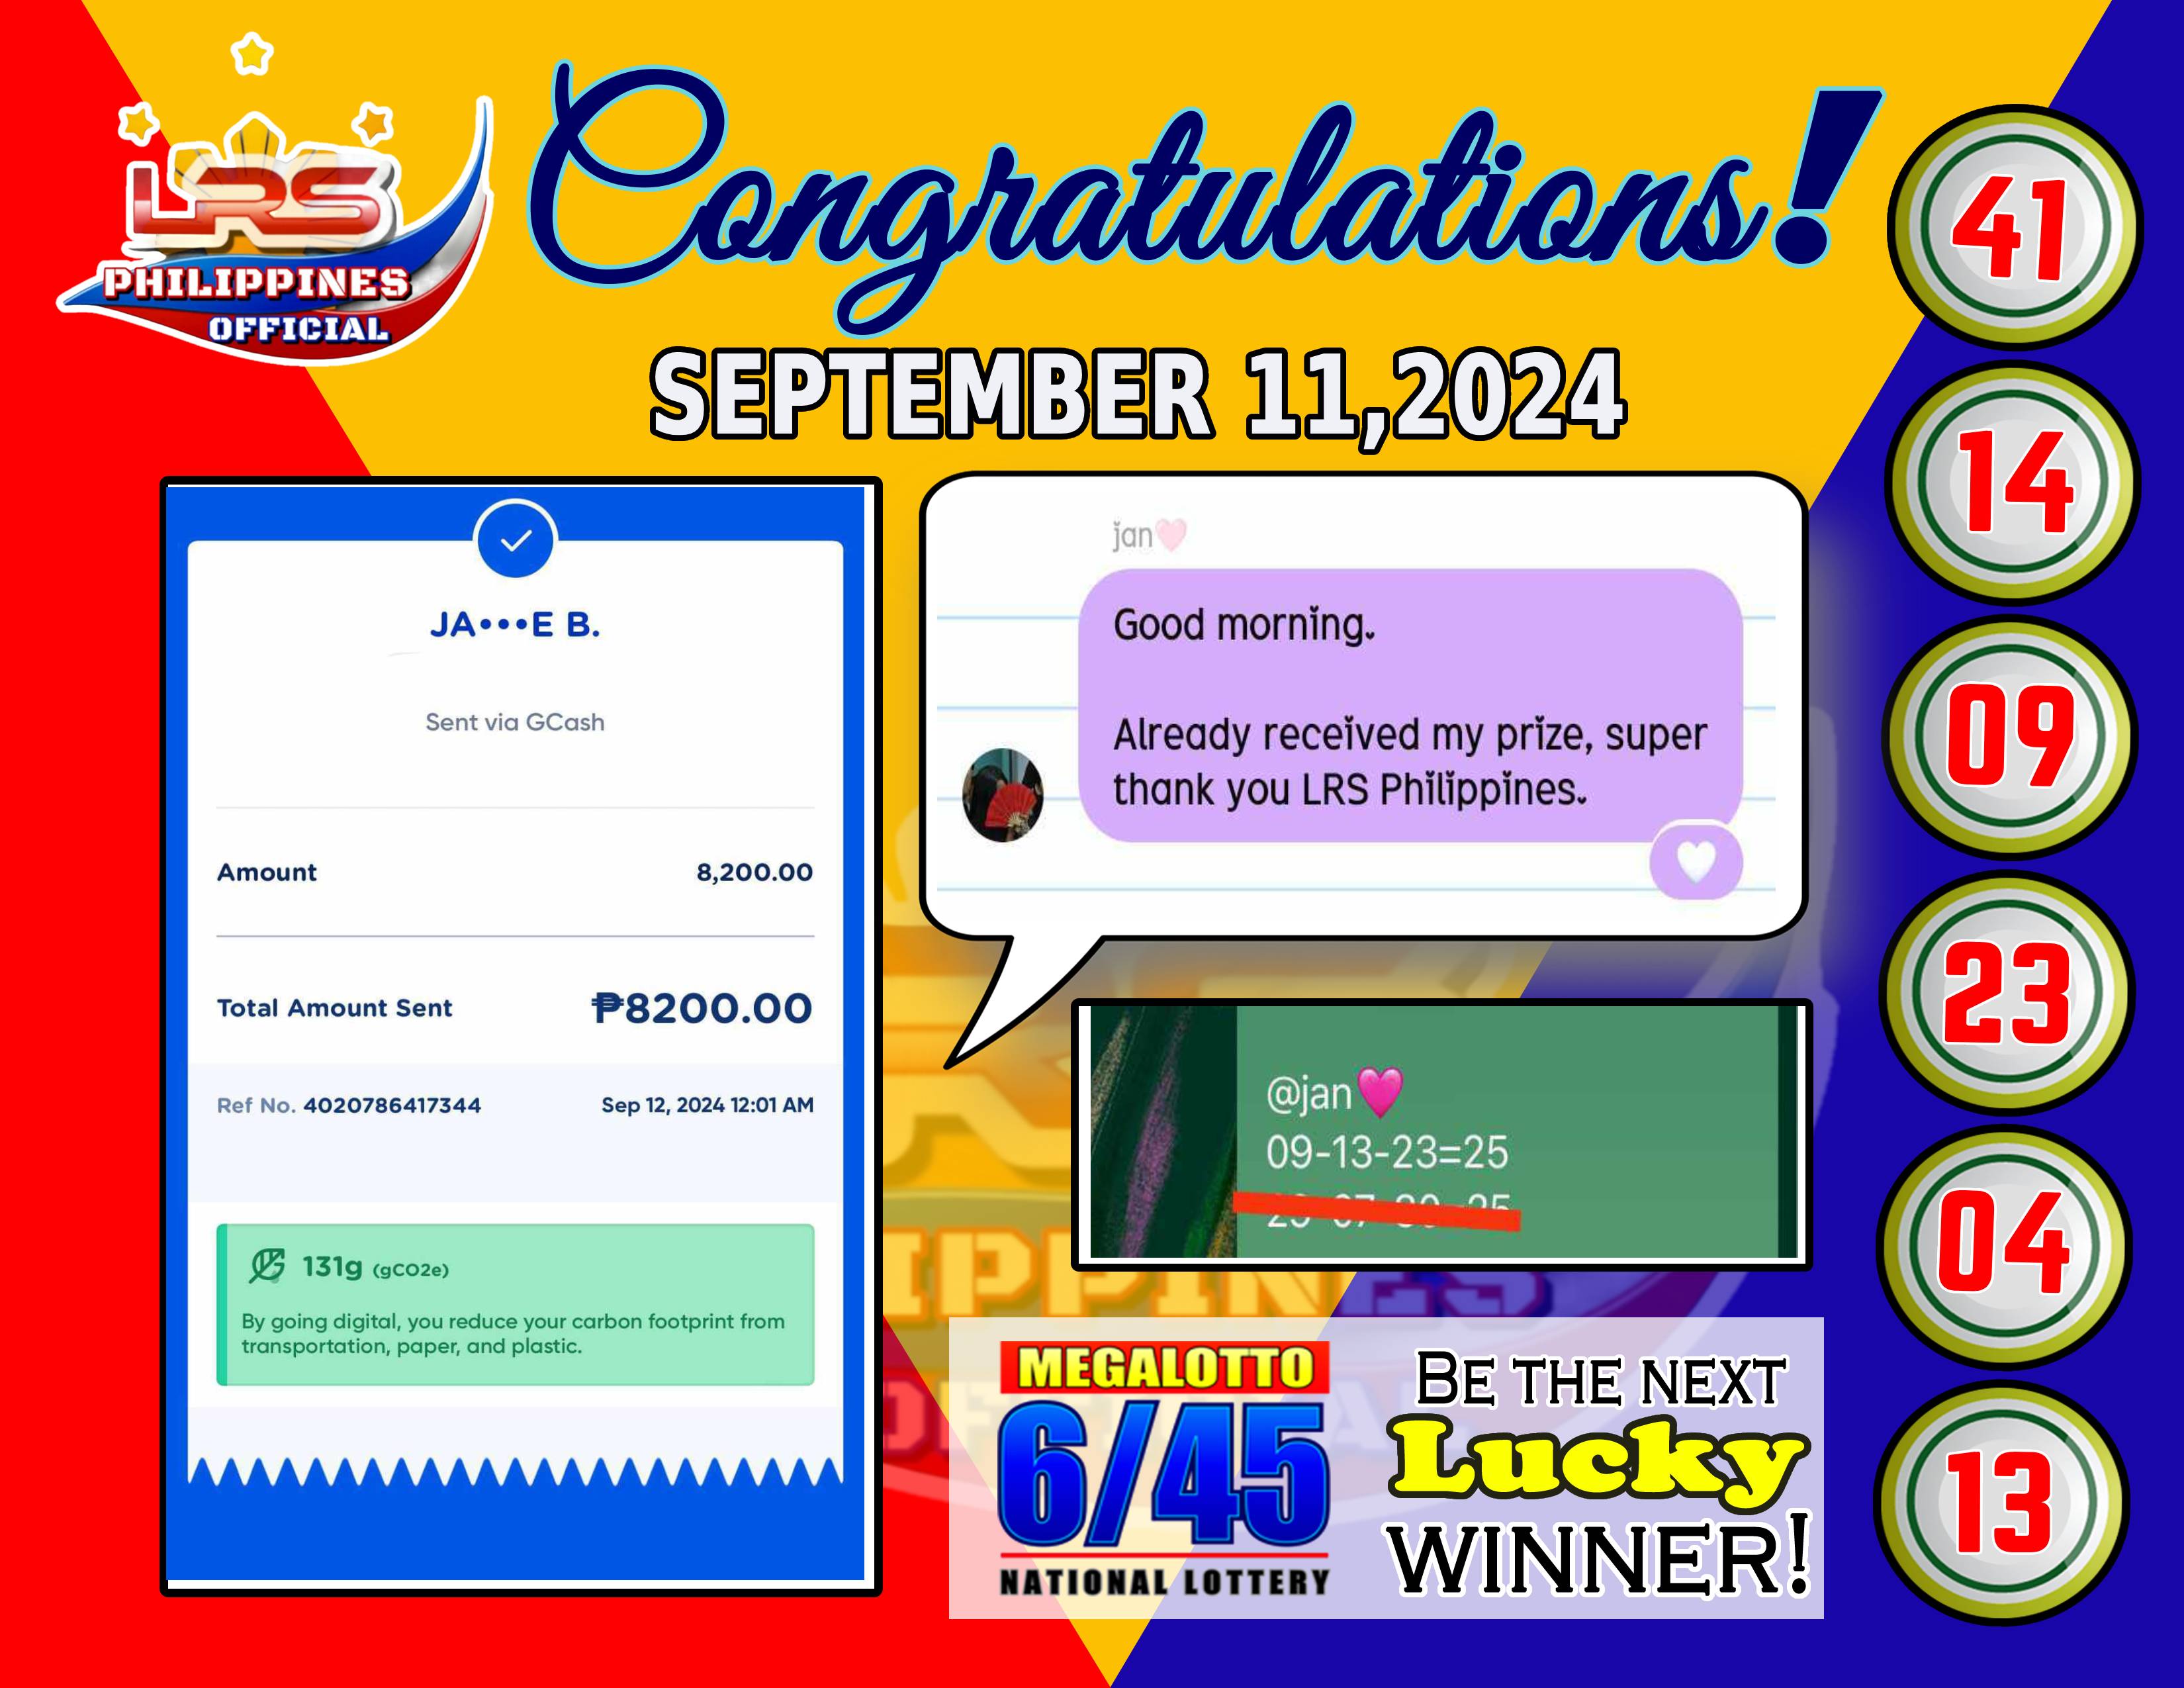 LRS
PHILIPPINES
OFFICIAL
Congratulations!
SEPTEMBER 11,2024
JA•••E B.
Sent via GCash
Amount 8,200.00
Total Amount Sent ₱8200.00
Ref No. 4020786417344 Sep 12, 2024 12:01 AM
131g (gCO2e)
By going digital, you reduce your carbon footprint from
transportation, paper, and plastic.
jan🩷
Good morning.
Already received my prize, super
thank you LRS Philippines.
@jan🩷
09-13-23=25
MEGALOTTO
6/45
NATIONAL LOTTERY
BE THE NEXT
Lucky
WINNER!
41
14
09
23
04
13